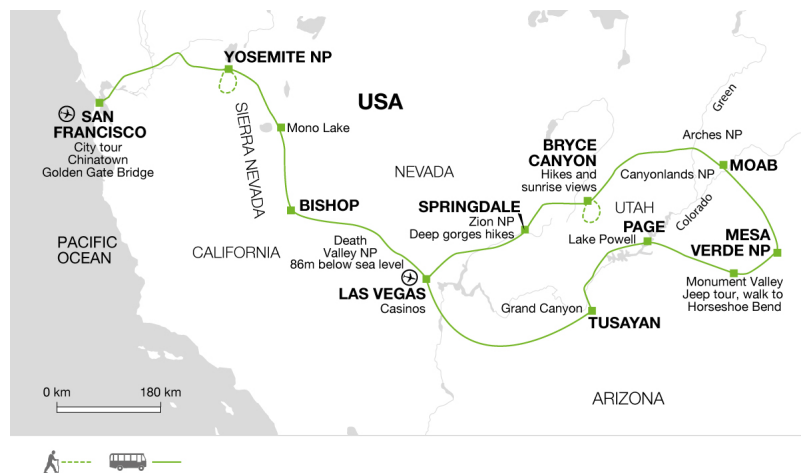 YOSEMITE NP
SAN
FRANCISCO
City tour
Chinatown
Golden Gate Bridge
SIERRA NEVADA
Mono Lake
USA
NEVADA
BISHOP
PACIFIC
OCEAN
CALIFORNIA
Death
Valley NP
86m below sea level
LAS VEGAS
Casinos
SPRINGDALE
Zion NP
Deep gorges hikes
BRYCE
CANYON
Hikes and
sunrise views
Green
Arches NP
MOAB
Canyonlands NP
UTAH
Colorado
PAGE
Lake Powell
MESA
VERDE NP
Monument Valley
Jeep tour, walk to
Horseshoe Bend
Grand Canyon
TUSAYAN
ARIZONA
0 km 180 km